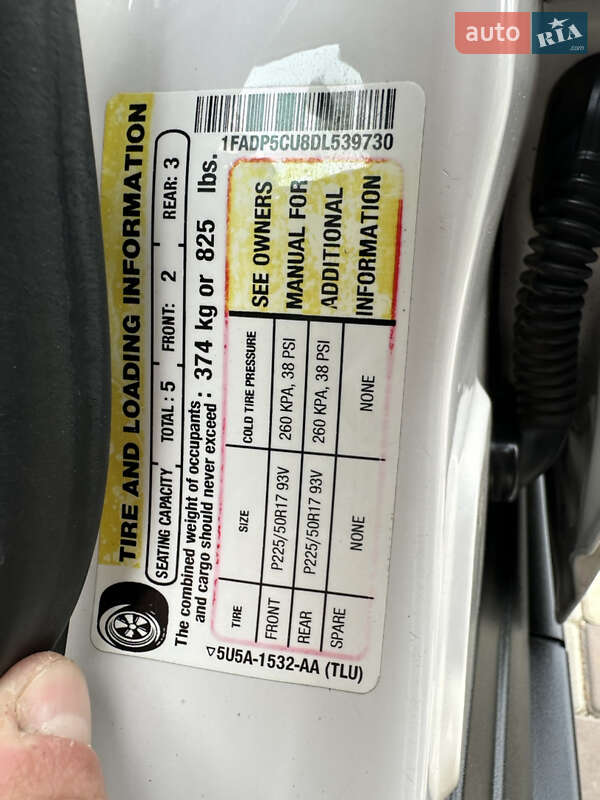 auto RIA.com
1FADP5CU8DL539730
TIRE AND LOADING INFORMATION
SEATING CAPACITY TOTAL : 5 FRONT: 2 REAR: 3
The combined weight of occupants
and cargo should never exceed : 374 kg or 825 lbs.
TIRE SIZE COLD TIRE PRESSURE
FRONT P225/50R17 93V 260 KPA, 38 PSI
REAR P225/50R17 93V 260 KPA, 38 PSI
SPARE NONE NONE
SEE OWNERS
MANUAL FOR
ADDITIONAL
INFORMATION
▽5U5A-1532-AA (TLU)